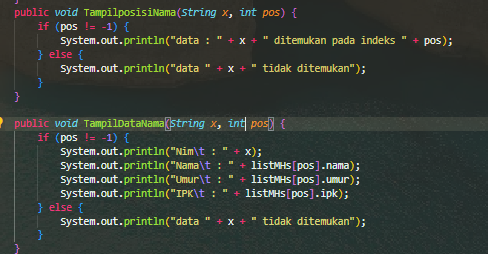 public void TampilposisiNama(String x, int pos) {
if (pos != -1) {
System.out.println("data : " + x + " ditemukan pada indeks " + pos);
} else {
System.out.println("data " + x + " tidak ditemukan");
}
}
public void TampilDataNama(String x, int pos) {
if (pos != -1) {
System.out.println("Nim\t : " + x);
System.out.println("Nama\t : " + listMHs[pos].nama);
System.out.println("Umur\t : " + listMHs[pos].umur);
System.out.println("IPK\t : " + listMHs[pos].ipk);
} else {
System.out.println("data " + x + " tidak ditemukan");
}
}